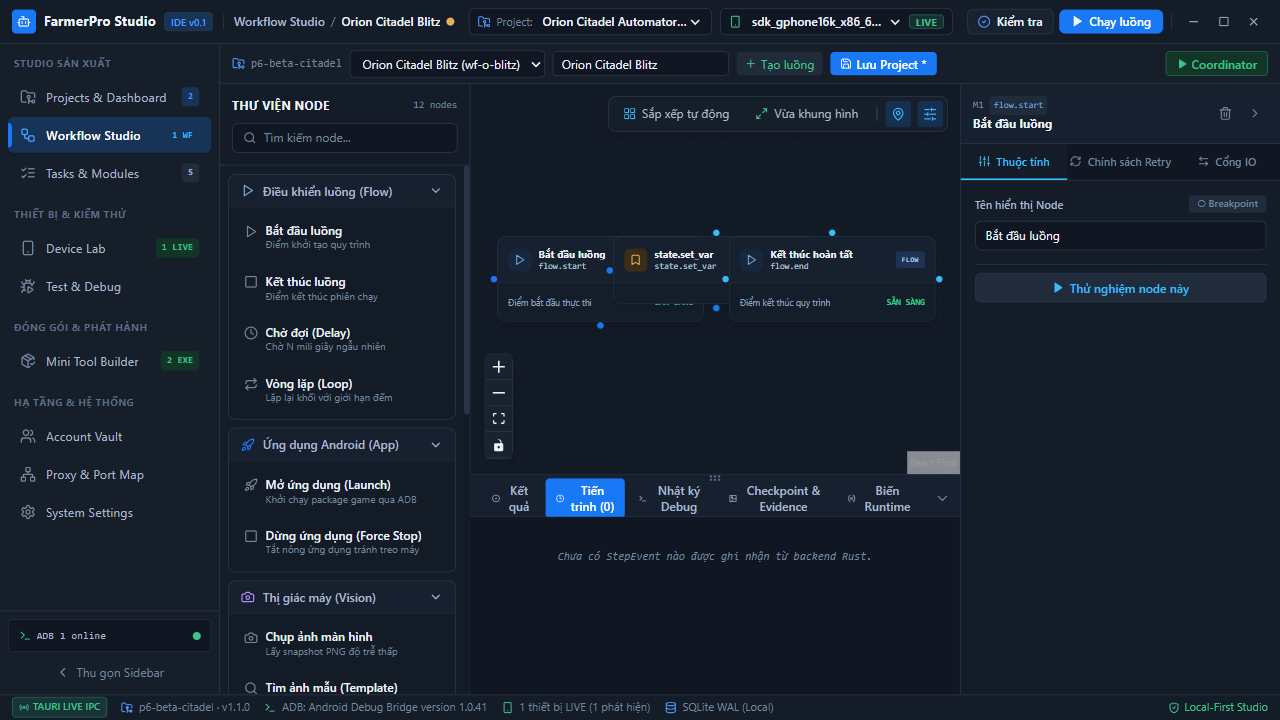 FarmerPro Studio IDE v0.1 Workflow Studio / Orion Citadel Blitz Project: Orion Citadel Automator... sdk_gphone16k_x86_6... LIVE Kiểm tra Chạy luồng
STUDIO SẢN XUẤT
Projects & Dashboard 2
Workflow Studio 1 WF
Tasks & Modules 5
THIẾT BỊ & KIỂM THỬ
Device Lab 1 LIVE
Test & Debug
ĐÓNG GÓI & PHÁT HÀNH
Mini Tool Builder 2 EXE
HẠ TẦNG & HỆ THỐNG
Account Vault
Proxy & Port Map
System Settings
ADB 1 online
Thu gọn Sidebar
p6-beta-citadel Orion Citadel Blitz (wf-o-blitz) Orion Citadel Blitz + Tạo luồng Lưu Project * Coordinator
THƯ VIỆN NODE 12 nodes
Tìm kiếm node...
Điều khiển luồng (Flow)
Bắt đầu luồng
Điểm khởi tạo quy trình
Kết thúc luồng
Điểm kết thúc phiên chạy
Chờ đợi (Delay)
Chờ N mili giây ngẫu nhiên
Vòng lặp (Loop)
Lặp lại khối với giới hạn đếm
Ứng dụng Android (App)
Mở ứng dụng (Launch)
Khởi chạy package game qua ADB
Dừng ứng dụng (Force Stop)
Tắt nóng ứng dụng tránh treo máy
Thị giác máy (Vision)
Chụp ảnh màn hình
Lấy snapshot PNG độ trễ thấp
Tìm ảnh mẫu (Template)
Sắp xếp tự động Vừa khung hình
Bắt đầu luồng
flow.start
Điểm bắt đầu thực thi
state.set_var
state.set_var
Kết thúc hoàn tất
flow.end
FLOW
Điểm kết thúc quy trình SẴN SÀNG
React Flow
Kết quả
Tiến trình (0)
Nhật ký Debug
Checkpoint & Evidence
Biến Runtime
Chưa có StepEvent nào được ghi nhận từ backend Rust.
M1 flow.start
Bắt đầu luồng
Thuộc tính Chính sách Retry Cổng IO
Tên hiển thị Node Breakpoint
Bắt đầu luồng
Thử nghiệm node này
TAURI LIVE IPC p6-beta-citadel · v1.1.0 ADB: Android Debug Bridge version 1.0.41 1 thiết bị LIVE (1 phát hiện) SQLite WAL (Local) Local-First Studio